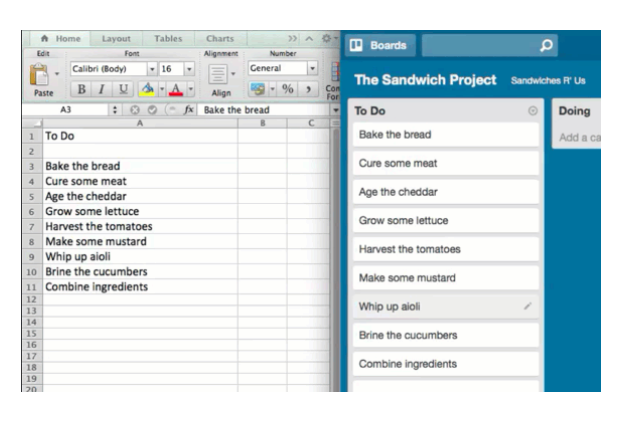 Home Layout Tables Charts
Edit Font Alignment Number
Calibri (Body) 16 General
Paste B I U A Align %
A3 fx Bake the bread
A B C
1 To Do
2
3 Bake the bread
4 Cure some meat
5 Age the cheddar
6 Grow some lettuce
7 Harvest the tomatoes
8 Make some mustard
9 Whip up aioli
10 Brine the cucumbers
11 Combine ingredients
12
13
14
15
16
17
18
19
20
Boards
The Sandwich Project Sandwiches R' Us
To Do
Bake the bread
Cure some meat
Age the cheddar
Grow some lettuce
Harvest the tomatoes
Make some mustard
Whip up aioli
Brine the cucumbers
Combine ingredients
Doing
Add a ca